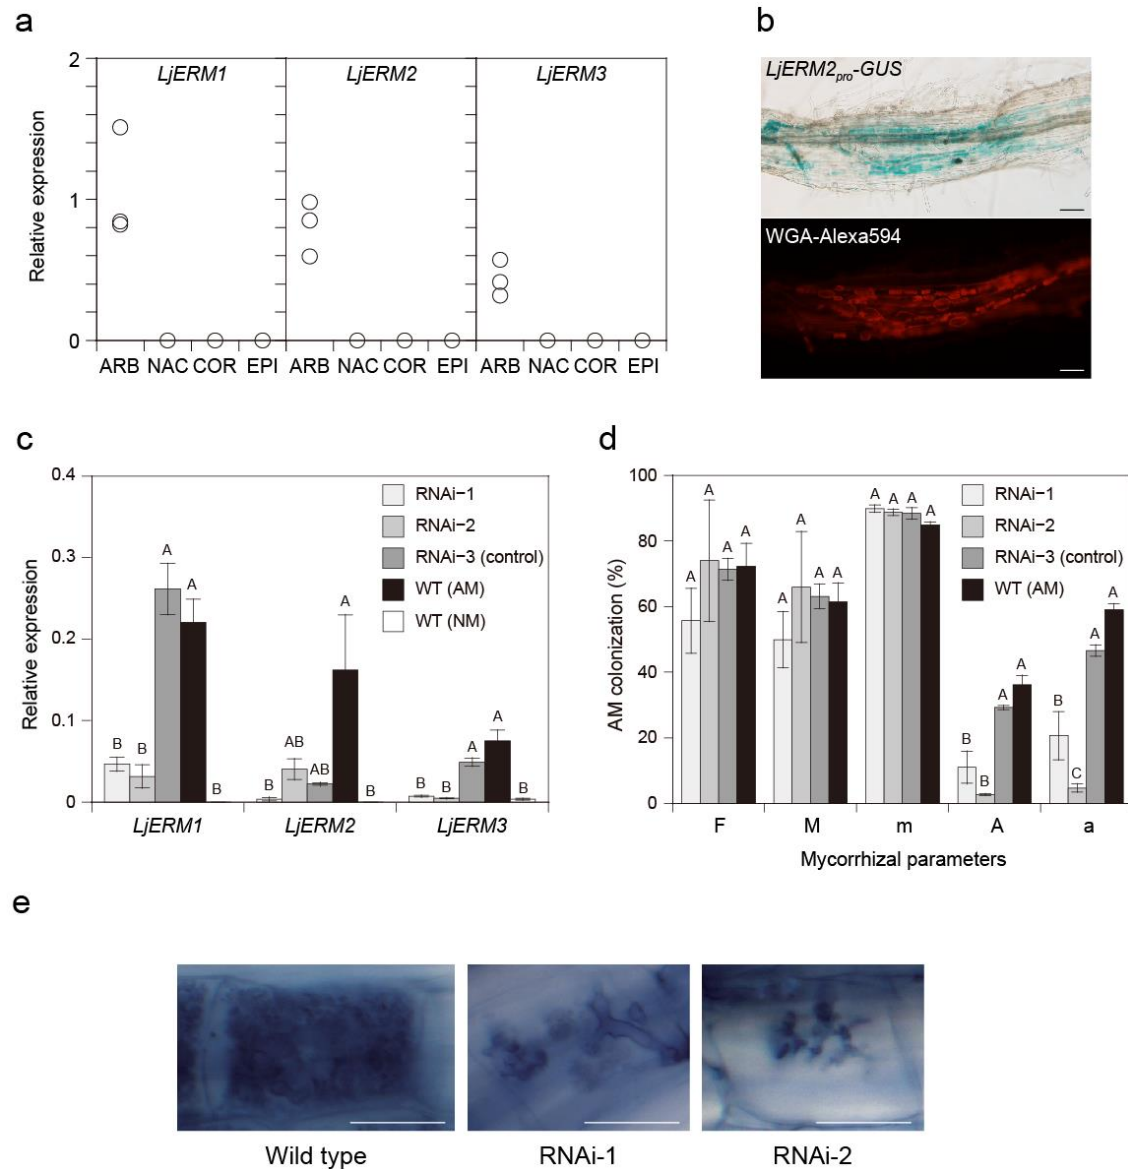 a
LjERM1 LjERM2 LjERM3
Relative expression
2
1
0
ARB NAC COR EPI ARB NAC COR EPI ARB NAC COR EPI
b
LjERM2pro-GUS
WGA-Alexa594
c
Relative expression
0.4
0.3
0.2
0.1
0
RNAi−1
RNAi−2
RNAi−3 (control)
WT (AM)
WT (NM)
B B A A B
B AB AB A B
B B A A B
LjERM1 LjERM2 LjERM3
d
AM colonization (%)
100
80
60
40
20
0
RNAi−1
RNAi−2
RNAi−3 (control)
WT (AM)
A A A A
A A A A
A A A A
B B A A
B C A A
F M m A a
Mycorrhizal parameters
e
Wild type RNAi-1 RNAi-2